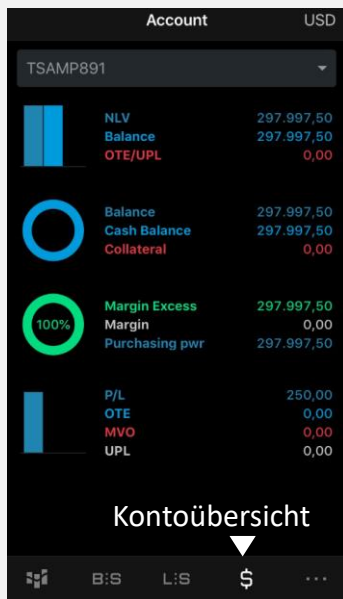 Account USD
TSAMP891
NLV 297.997,50
Balance 297.997,50
OTE/UPL 0,00
Balance 297.997,50
Cash Balance 297.997,50
Collateral 0,00
100%
Margin Excess 297.997,50
Margin 0,00
Purchasing pwr 297.997,50
P/L 250,00
OTE 0,00
MVO 0,00
UPL 0,00
Kontoübersicht
B:S L:S $ ...